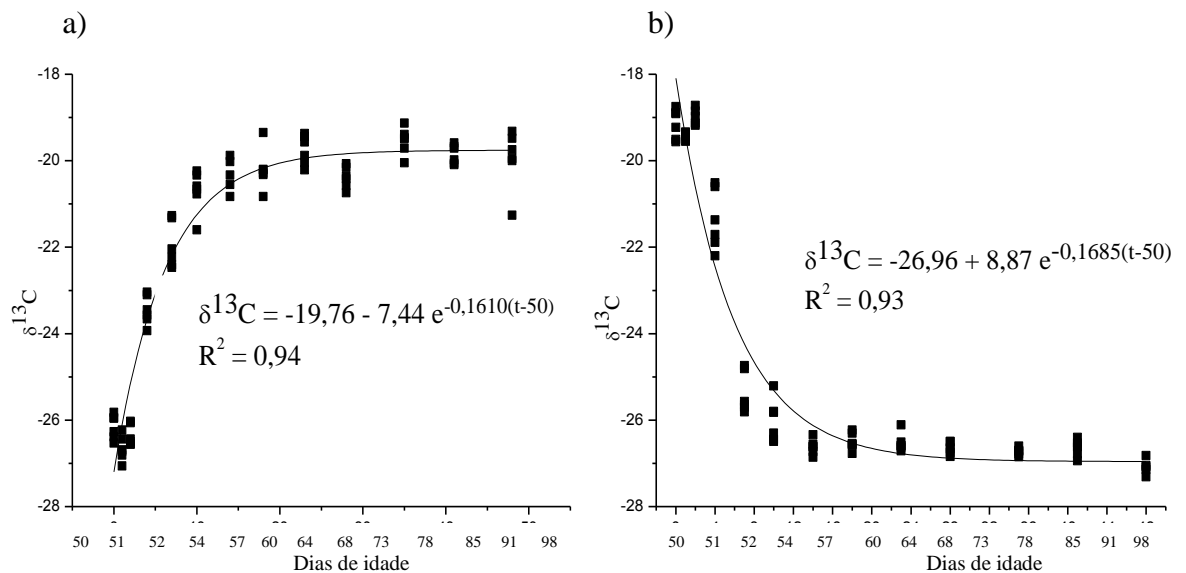 a)
b)
-18
-20
-22
-24
-26
-28
δ¹³C
δ¹³C = -19,76 - 7,44 e^-0,1610(t-50)
R² = 0,94
50 51 52 53 54 57 60 64 68 73 78 85 91 98
Dias de idade
-18
-20
-22
-24
-26
-28
δ¹³C
δ¹³C = -26,96 + 8,87 e^-0,1685(t-50)
R² = 0,93
50 51 52 53 54 57 60 64 68 73 78 85 91 98
Dias de idade